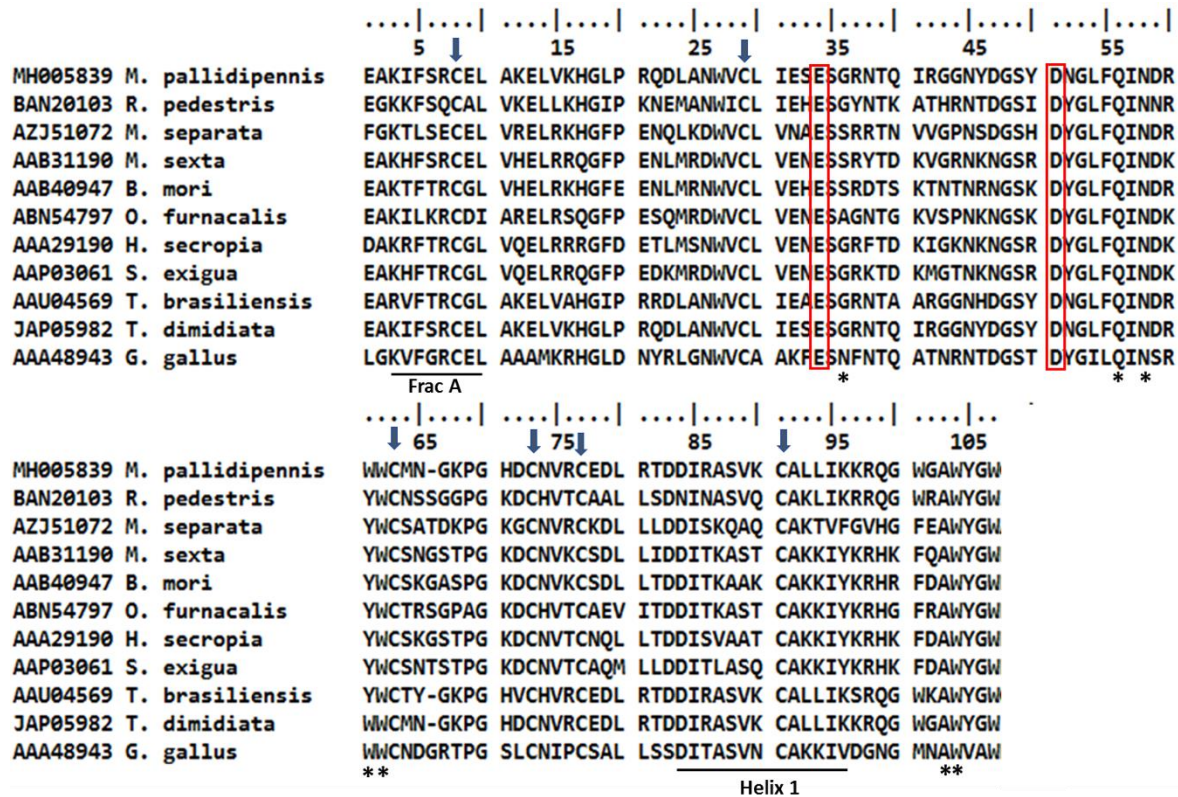 ....|....| ....|....| ....|....| ....|....| ....|....| ....|....|
5 15 25 35 45 55
MH005839 M. pallidipennis EAKIFSRCEL AKELVKHGLP RQDLANWVCL IESESGRNTQ IRGGNYDGSY DNGLFQINDR
BAN20103 R. pedestris EGKKFSQCAL VKELLKHGIP KNEMANWICL IEHESGYNTK ATHRNTDGSI DYGLFQINNR
AZJ51072 M. separata FGKTLSECEL VRELRKHGFP ENQLKDWVCL VNAESSRRTN VVGPNSDGSH DYGLFQINDR
AAB31190 M. sexta EAKHFSRCEL VHELRRQGFP ENLMRDWVCL VENESSRYTD KVGRNKNGSR DYGLFQINDK
AAB40947 B. mori EAKTFTRCGL VHELRKHGFE ENLMRNWVCL VEHESSRDTS KTNTNRNGSK DYGLFQINDR
ABN54797 O. furnacalis EAKILKRCDI ARELRSQGFP ESQMRDWVCL VENESAGNTG KVSPNKNGSK DYGLFQINDK
AAA29190 H. secropia DAKRFTRCGL VQELRRRGFD ETLMSNWVCL VENESGRFTD KIGKNKNGSR DYGLFQINDK
AAP03061 S. exigua EAKHFTRCGL VQELRRQGFP EDKMRDWVCL VENESGRKTD KMGTNKNGSR DYGLFQINDK
AAU04569 T. brasiliensis EARVFTRCGL AKELVAHGIP RRDLANWVCL IEAESGRNTA ARGGNHDGSY DNGLFQINDR
JAP05982 T. dimidiata EAKIFSRCEL AKELVKHGLP RQDLANWVCL IESESGRNTQ IRGGNYDGSY DNGLFQINDR
AAA48943 G. gallus LGKVFGRCEL AAAMKRHGLD NYRLGNWVCA AKFESNFNTQ ATNRNTDGST DYGILQINSR
Frac A * * *
....|....| ....|....| ....|....| ....|....| ....|..
65 75 85 95 105
MH005839 M. pallidipennis WWCMN-GKPG HDCNVRCEDL RTDDIRASVK CALLIKKRQG WGAWYGW
BAN20103 R. pedestris YWCNSSGGPG KDCHVTCAAL LSDNINASVQ CAKLIKRRQG WRAWYGW
AZJ51072 M. separata YWCSATDKPG KGCNVRCKDL LLDDISKQAQ CAKTVFGVHG FEAWYGW
AAB31190 M. sexta YWCSNGSTPG KDCNVKCSDL LIDDITKAST CAKKIYKRHK FQAWYGW
AAB40947 B. mori YWCSKGASPG KDCNVKCSDL LTDDITKAAK CAKKIYKRHR FDAWYGW
ABN54797 O. furnacalis YWCTRSGPAG KDCHVTCAEV ITDDITKAST CAKKIYKRHG FRAWYGW
AAA29190 H. secropia YWCSKGSTPG KDCNVTCNQL LTDDISVAAT CAKKIYKRHK FDAWYGW
AAP03061 S. exigua YWCSNTSTPG KDCNVTCAQM LLDDITLASQ CAKKIYKRHK FDAWYGW
AAU04569 T. brasiliensis YWCTY-GKPG HVCHVRCEDL RTDDIRASVK CALLIKSRQG WKAWYGW
JAP05982 T. dimidiata WWCMN-GKPG HDCNVRCEDL RTDDIRASVK CALLIKKRQG WGAWYGW
AAA48943 G. gallus WWCNDGRTPG SLCNIPCSAL LSSDITASVN CAKKIVDGNG MNAWVAW
** **
Helix 1